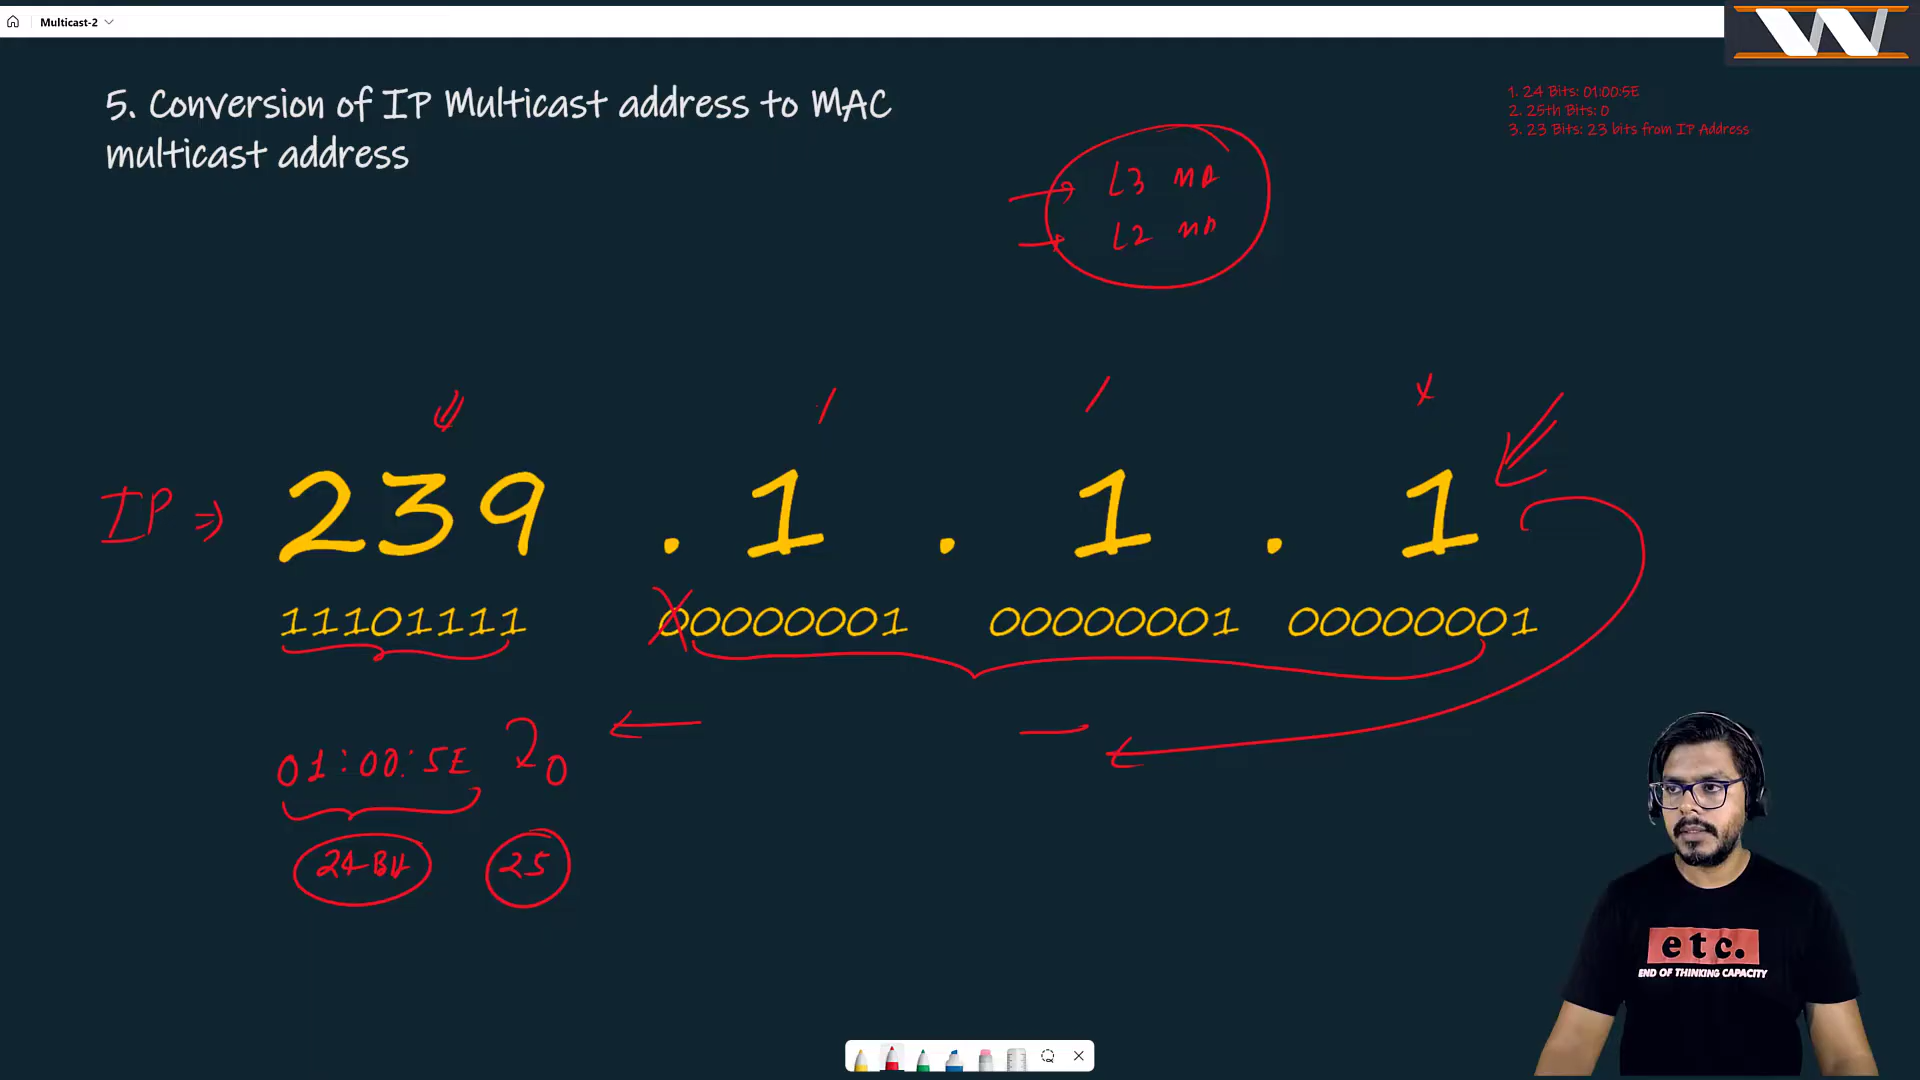 Multicast-2
W
5. Conversion of IP Multicast address to MAC
multicast address
1. 24 Bits: 01:00:5E
2. 25th Bits: 0
3. 23 Bits: 23 bits from IP Address
L3 MA
L2 MA
IP ⇒ 239 . 1 . 1 . 1
11101111 00000001 00000001 00000001
01:00:5E 0
24 Bit 25
etc.
END OF THINKING CAPACITY